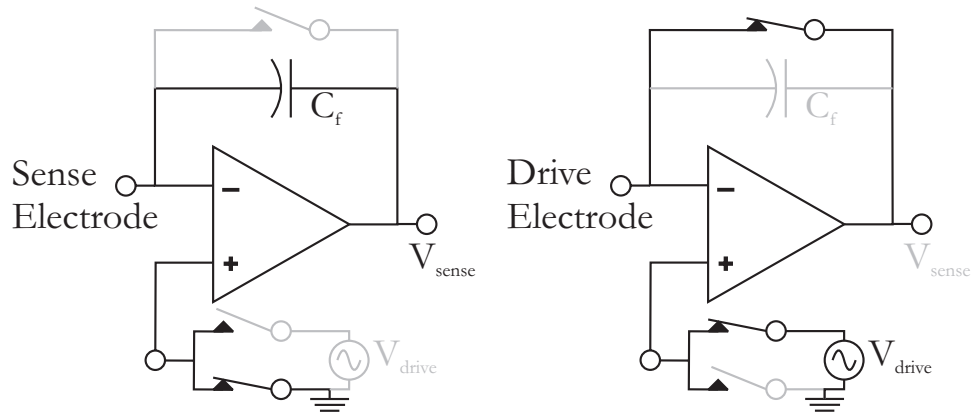 C_f
Sense
Electrode
−
+
V_sense
V_drive
C_f
Drive
Electrode
−
+
V_sense
V_drive